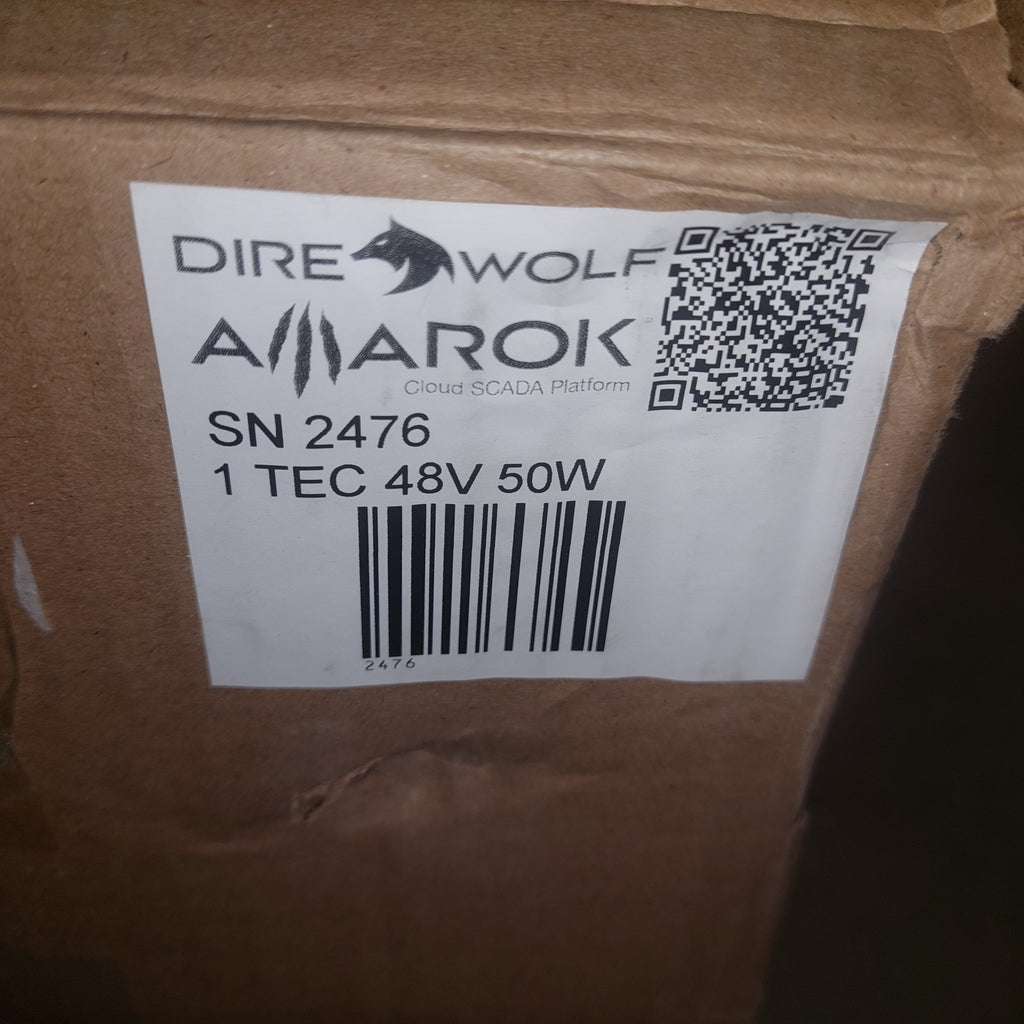 DIRE WOLF
AMAROK
Cloud SCADA Platform
SN 2476
1 TEC 48V 50W
2476